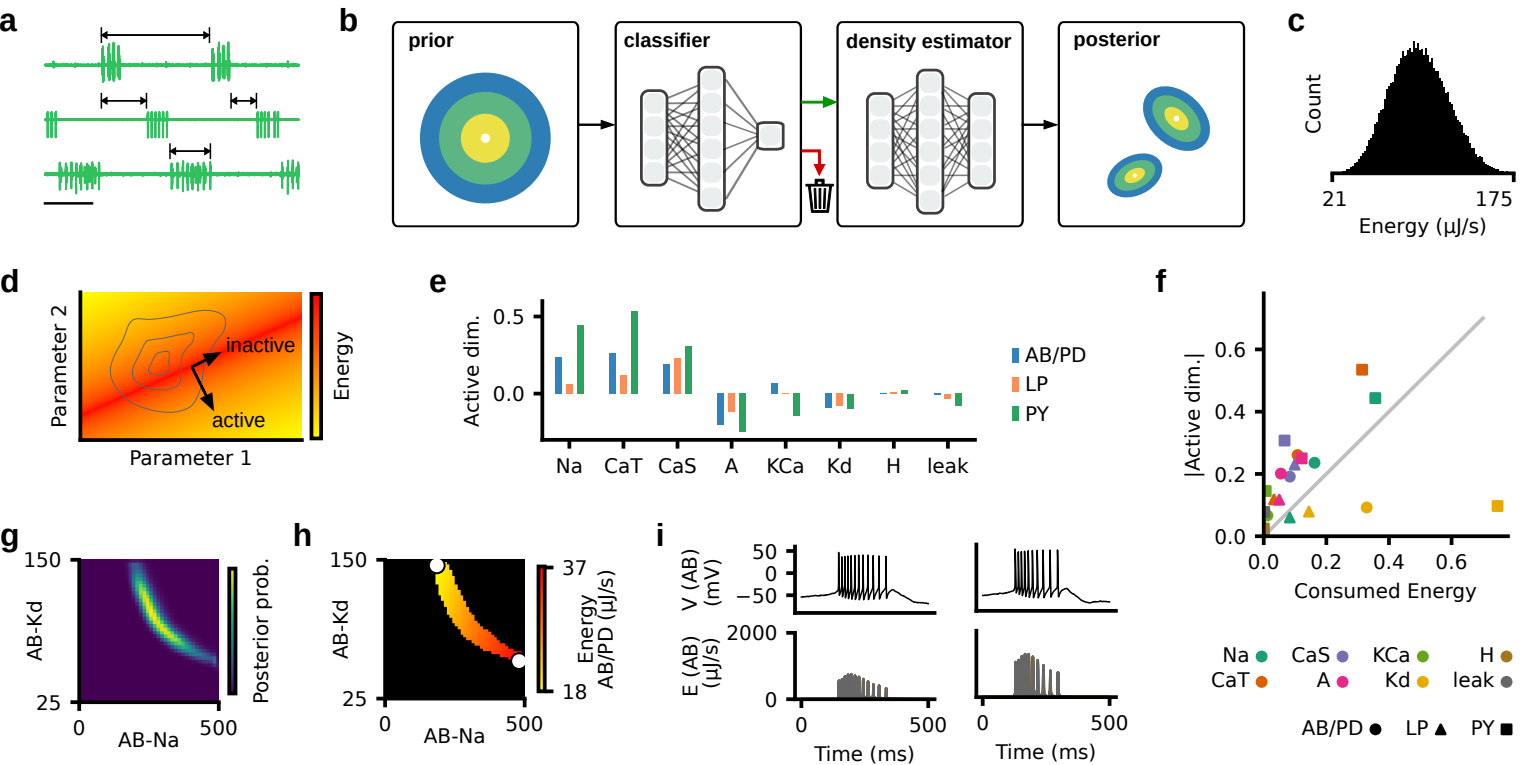 a
b
prior
classifier
density estimator
posterior
c
Count
21
175
Energy (μJ/s)
d
Parameter 2
inactive
active
Parameter 1
Energy
e
Active dim.
0.5
0.0
Na
CaT
CaS
A
KCa
Kd
H
leak
AB/PD
LP
PY
f
|Active dim.|
0.6
0.4
0.2
0.0
0.0
0.2
0.4
0.6
Consumed Energy
Na
CaS
KCa
H
CaT
A
Kd
leak
AB/PD
LP
PY
g
AB-Kd
150
25
0
500
AB-Na
Posterior prob.
h
AB-Kd
150
25
0
500
AB-Na
37
18
Energy
AB/PD (μJ/s)
i
V (AB)
(mV)
50
0
−50
E (AB)
(μJ/s)
2000
0
0
500
Time (ms)
0
500
Time (ms)